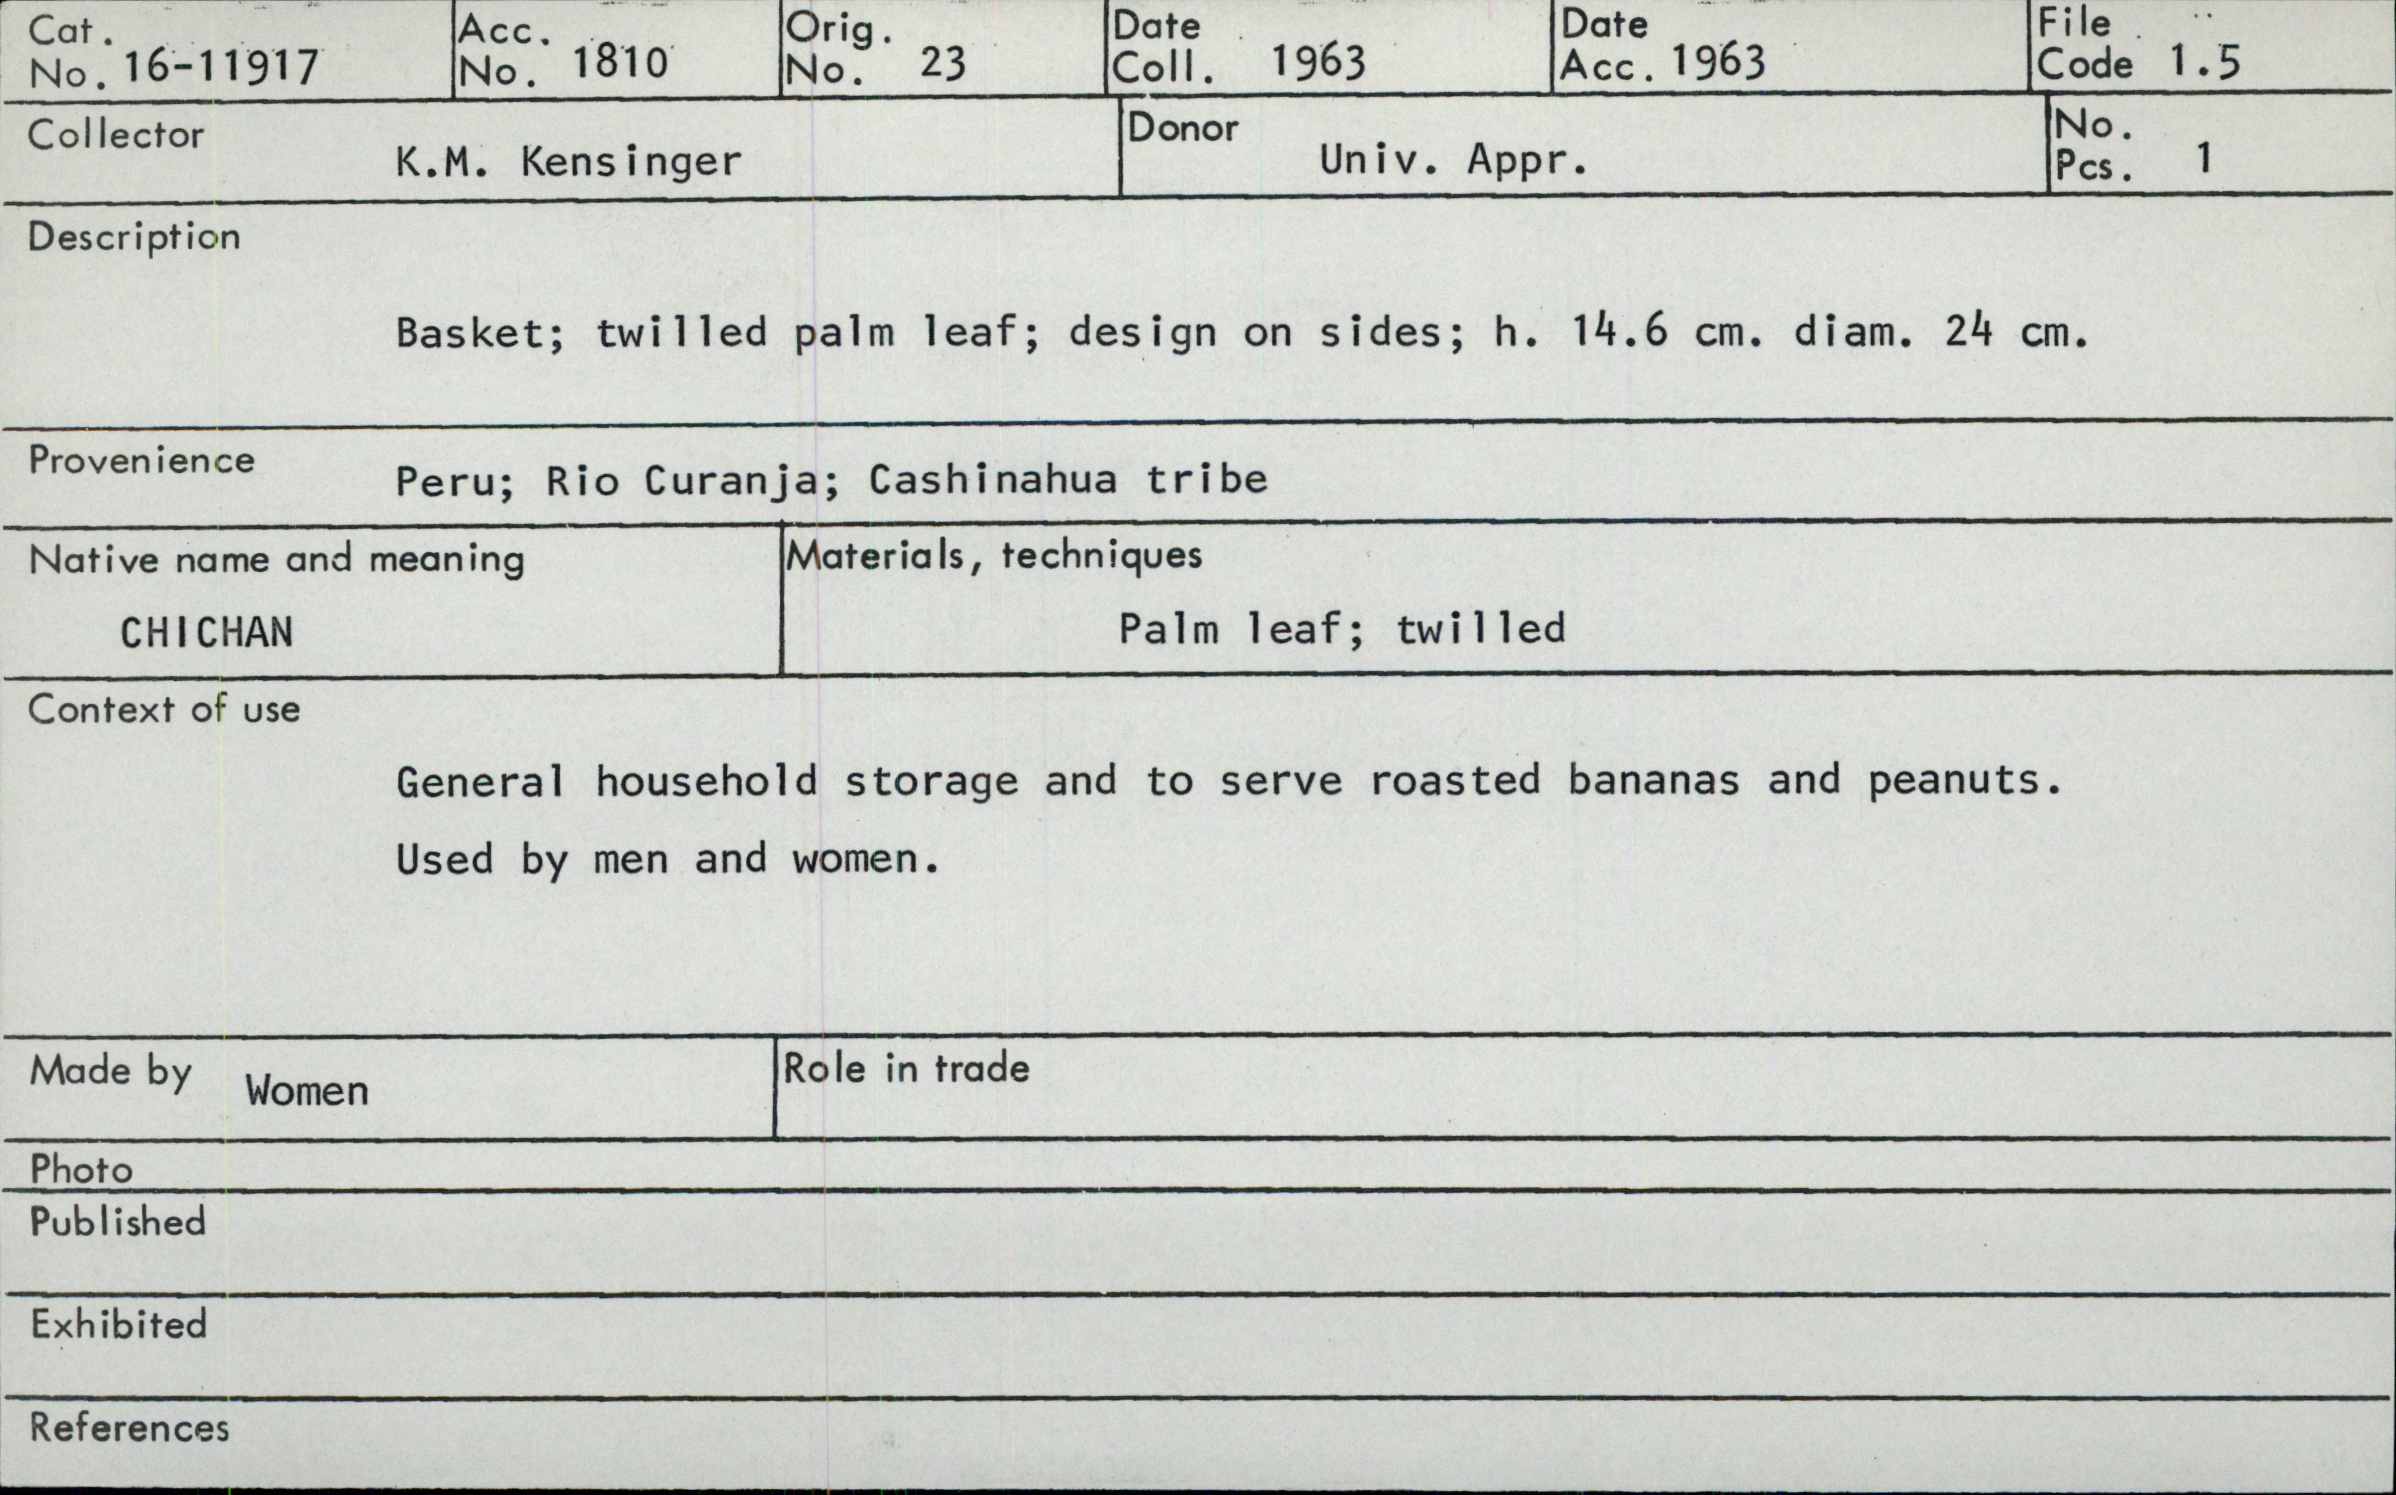 Cat. No. 16-11917
Acc. No. 1810
Orig. No. 23
Date Coll. 1963
Date Acc. 1963
File Code 1.5
Collector K.M. Kensinger
Donor Univ. Appr.
No. Pcs. 1
Description
Basket; twilled palm leaf; design on sides; h. 14.6 cm. diam. 24 cm.
Provenience Peru; Rio Curanja; Cashinahua tribe
Native name and meaning
CHICHAN
Materials, techniques
Palm leaf; twilled
Context of use
General household storage and to serve roasted bananas and peanuts.
Used by men and women.
Made by Women
Role in trade
Photo
Published
Exhibited
References